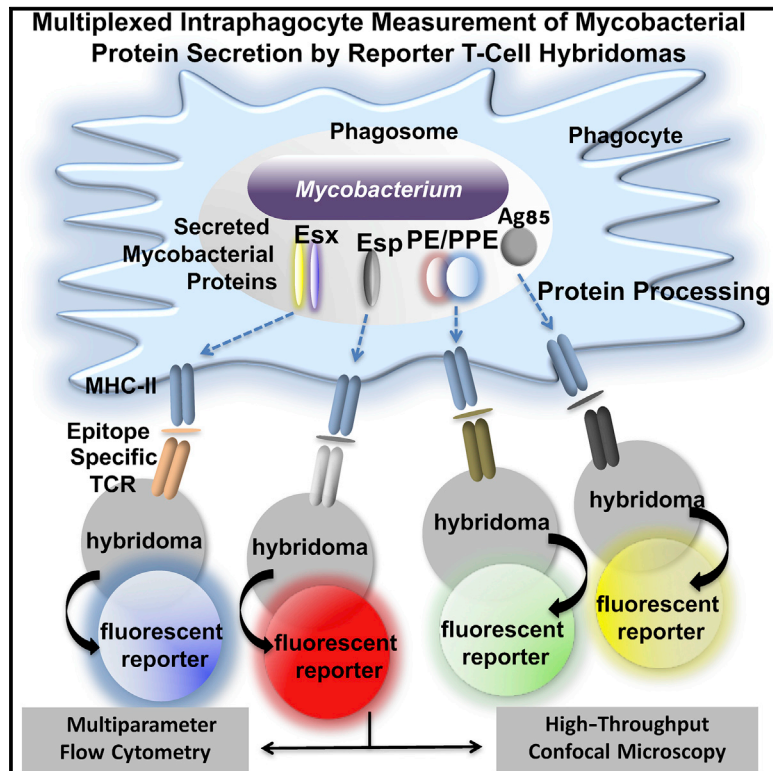 Multiplexed Intraphagocyte Measurement of Mycobacterial
Protein Secretion by Reporter T-Cell Hybridomas
Phagosome
Phagocyte
Mycobacterium
Ag85
Secreted
Mycobacterial
Proteins
Esx
Esp
PE/PPE
Protein Processing
MHC-II
Epitope
Specific
TCR
hybridoma
hybridoma
hybridoma
hybridoma
fluorescent
reporter
fluorescent
reporter
fluorescent
reporter
fluorescent
reporter
Multiparameter
Flow Cytometry
High-Throughput
Confocal Microscopy